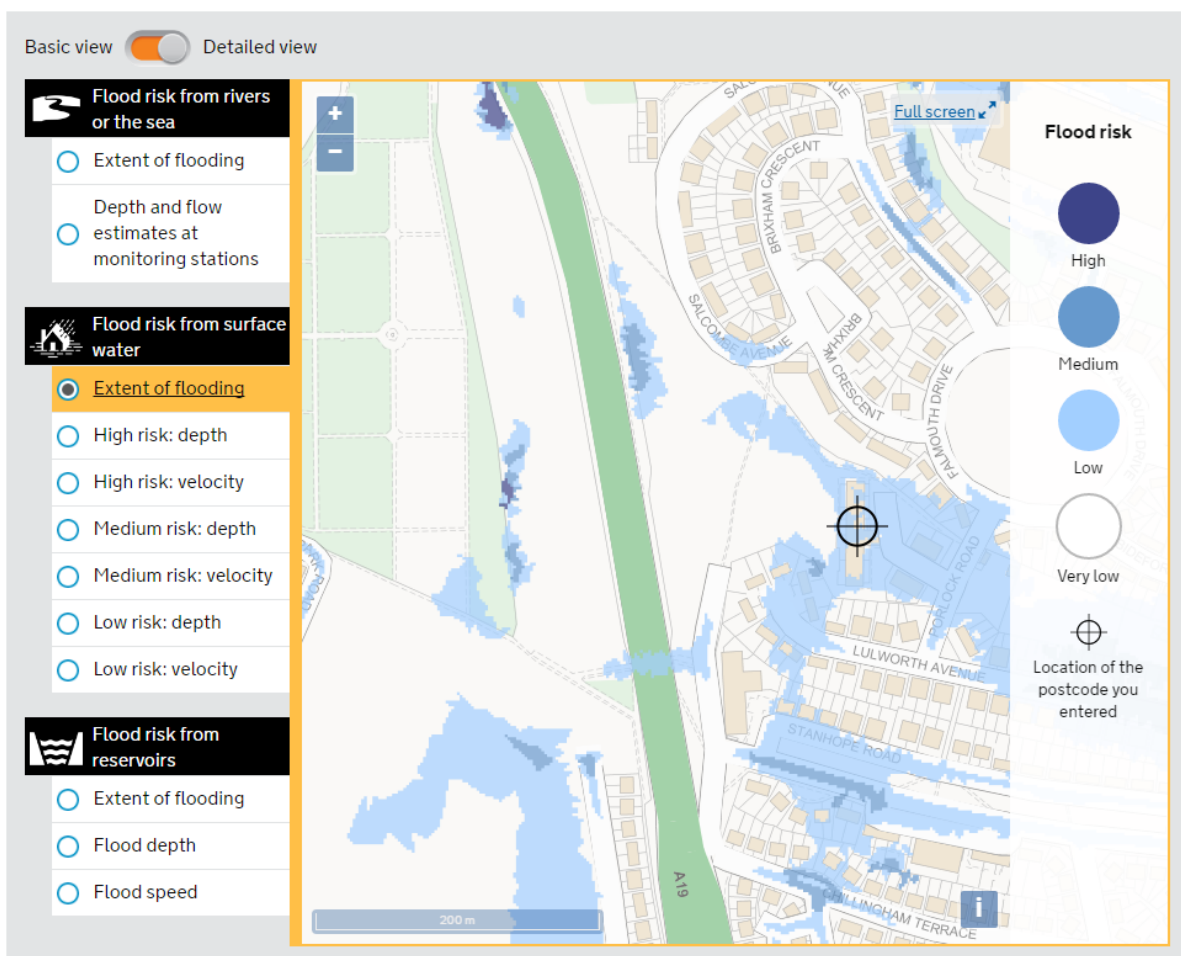 Basic view Detailed view
Flood risk from rivers
or the sea
Extent of flooding
Depth and flow
estimates at
monitoring stations
Flood risk from surface
water
Extent of flooding
High risk: depth
High risk: velocity
Medium risk: depth
Medium risk: velocity
Low risk: depth
Low risk: velocity
Flood risk from
reservoirs
Extent of flooding
Flood depth
Flood speed
+
−
Full screen
BRIXHAM CRESCENT
SALCOMBE AVENUE
BRIXHAM CRESCENT
FALMOUTH DRIVE
PORLOCK ROAD
LULWORTH AVENUE
STANHOPE ROAD
A19
CHILLINGHAM TERRACE
200 m
i
Flood risk
High
Medium
Low
Very low
Location of the
postcode you
entered